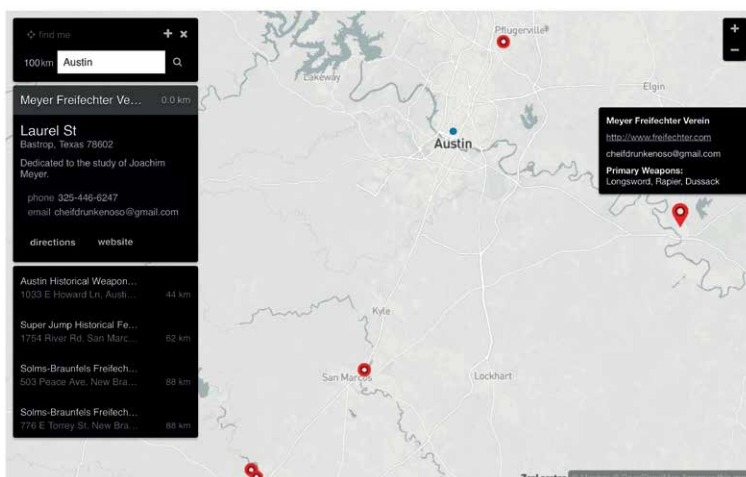 find me
100km Austin
Meyer Freifechter Ve... 0.0 km
Laurel St
Bastrop, Texas 78602
Dedicated to the study of Joachim
Meyer.
phone 325-446-6247
email cheifdrunkenoso@gmail.com
directions website
Austin Historical Weapon...
1033 E Howard Ln, Austi... 44 km
Super Jump Historical Fe...
1754 River Rd, San Marc... 62 km
Solms-Braunfels Freifech...
503 Peace Ave, New Bra... 88 km
Solms-Braunfels Freifech...
776 E Torrey St, New Bra... 88 km
Pflugerville
Lakeway
Elgin
Austin
Meyer Freifechter Verein
http://www.freifechter.com
cheifdrunkenoso@gmail.com
Primary Weapons:
Longsword, Rapier, Dussack
Kyle
San Marcos
Lockhart